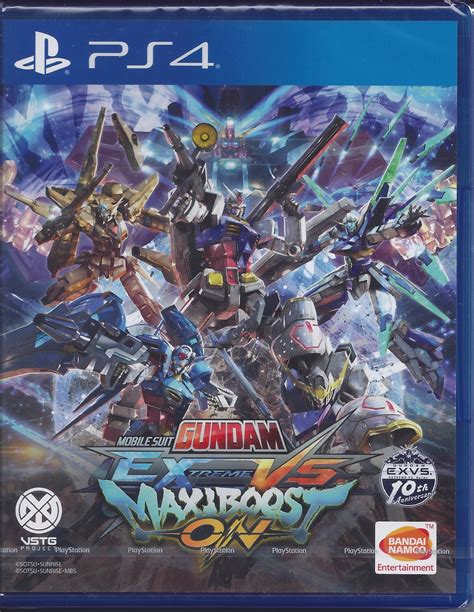 PS4
MOBILE SUIT GUNDAM
EXTREME VS.
MAXIBOOST
ON
EXVS.
10th
Anniversary
VSTG
PROJECT
BANDAI
NAMCO
Entertainment
PlayStation PlayStation PlayStation PlayStation PlayStation PlayStation
©SOTSU·SUNRISE
©SOTSU·SUNRISE·MBS